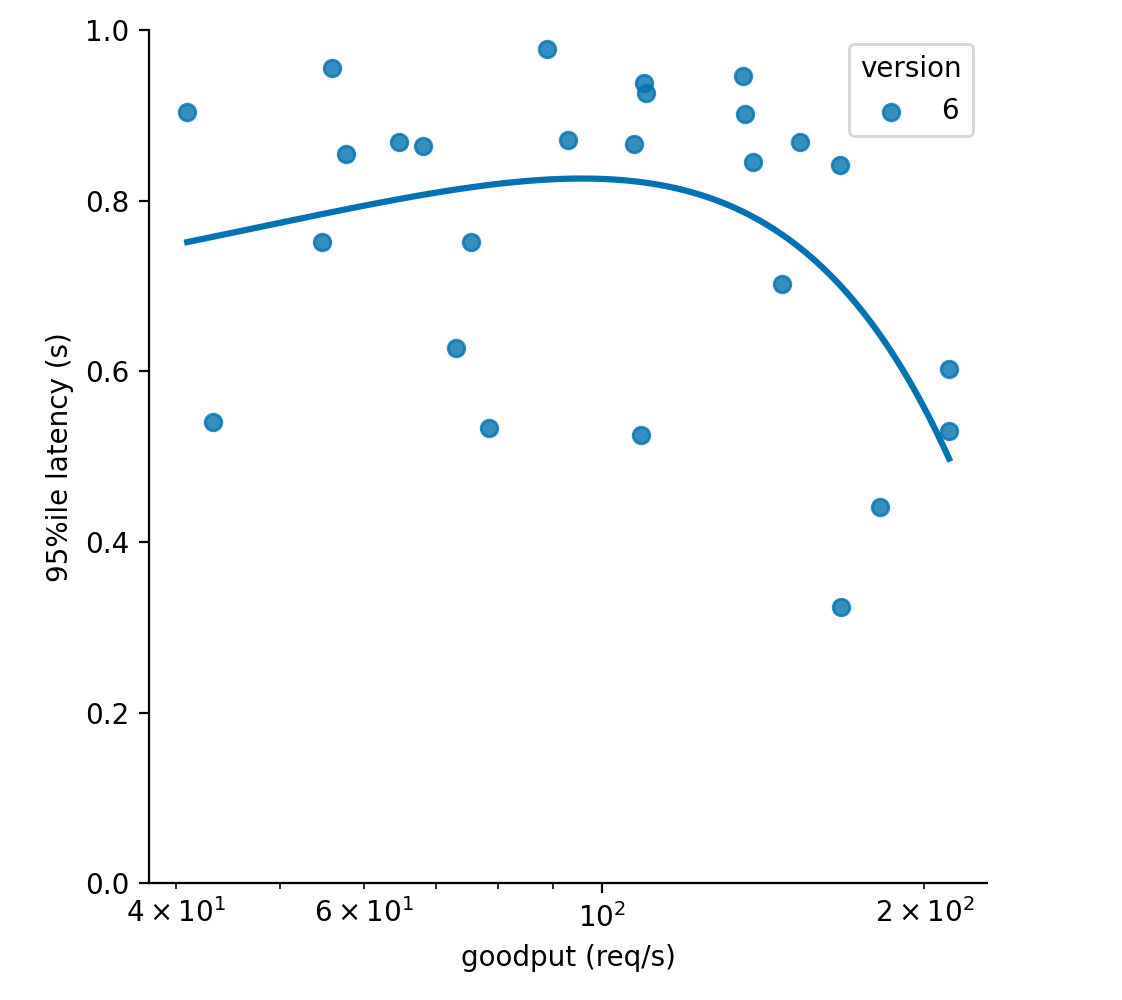 1.0
0.8
0.6
0.4
0.2
0.0
95%ile latency (s)
version
6
4 × 10¹
6 × 10¹
10²
2 × 10²
goodput (req/s)